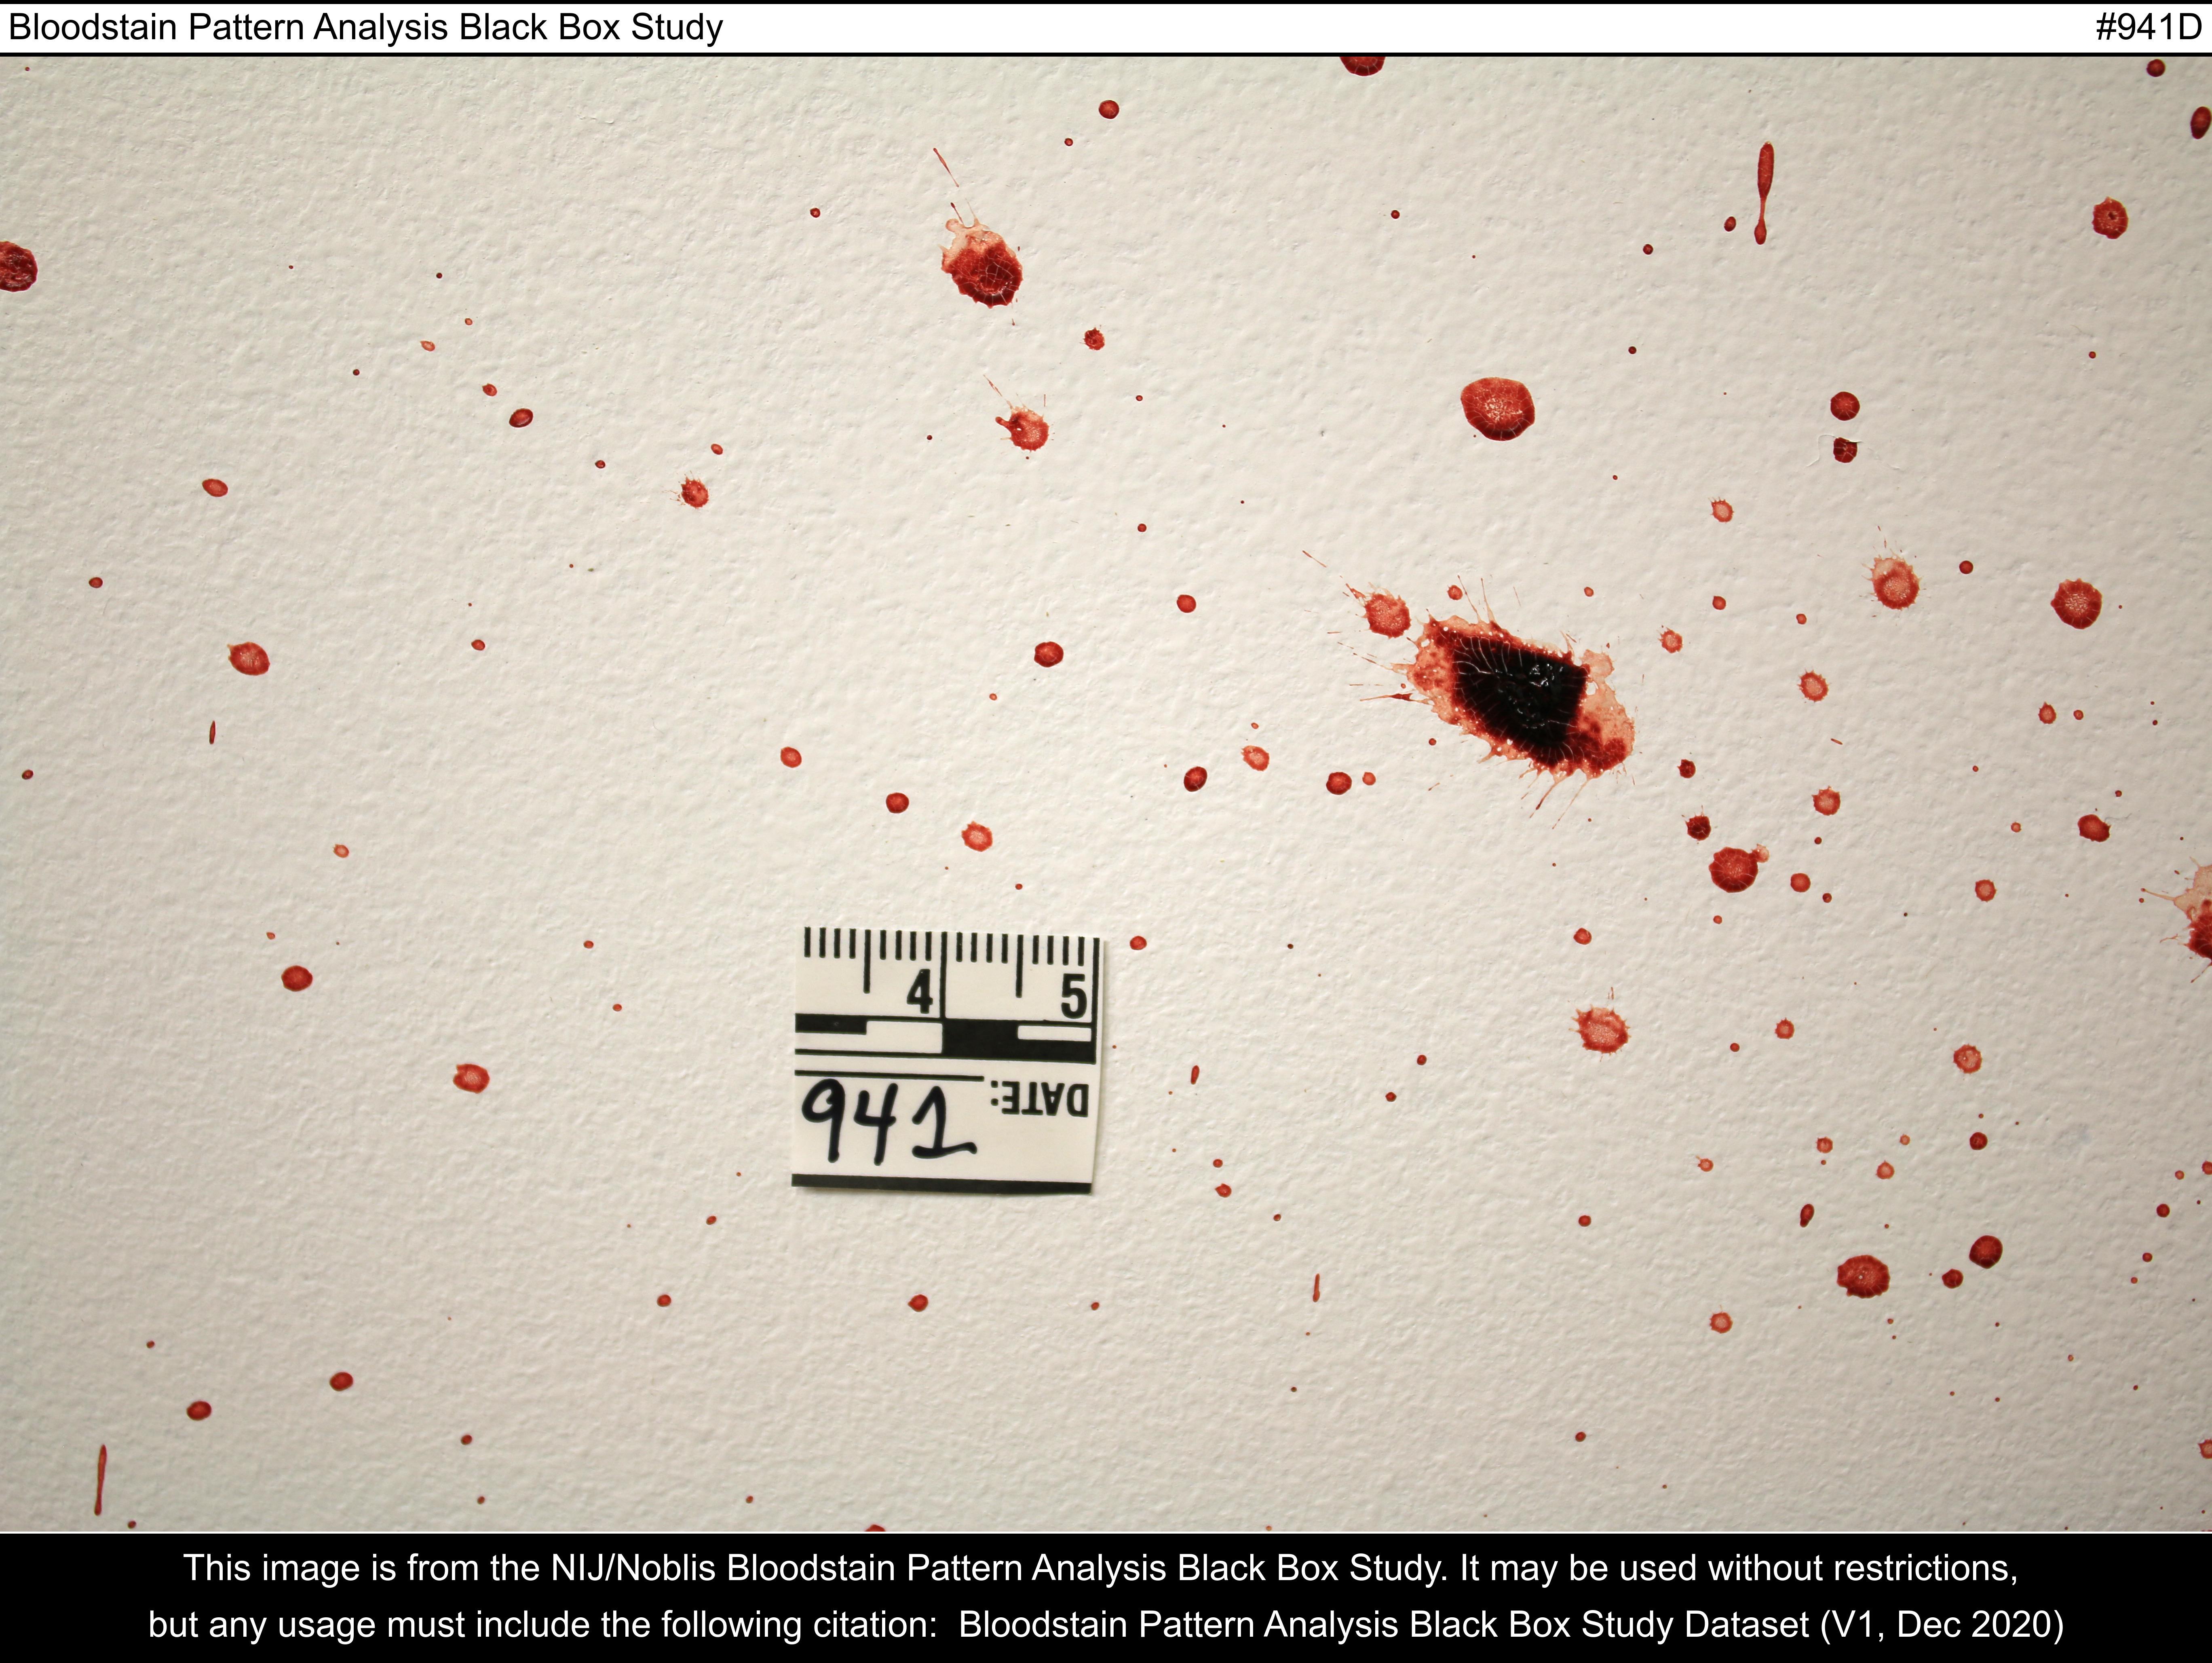 Bloodstain Pattern Analysis Black Box Study #941D
4 5
DATE:
941
This image is from the NIJ/Noblis Bloodstain Pattern Analysis Black Box Study. It may be used without restrictions,
but any usage must include the following citation: Bloodstain Pattern Analysis Black Box Study Dataset (V1, Dec 2020)